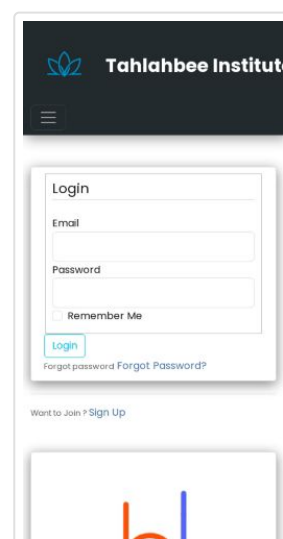 Tahlahbee Institut
Login
Email
Password
Remember Me
Login
Forgot password Forgot Password?
Want to Join ? Sign Up